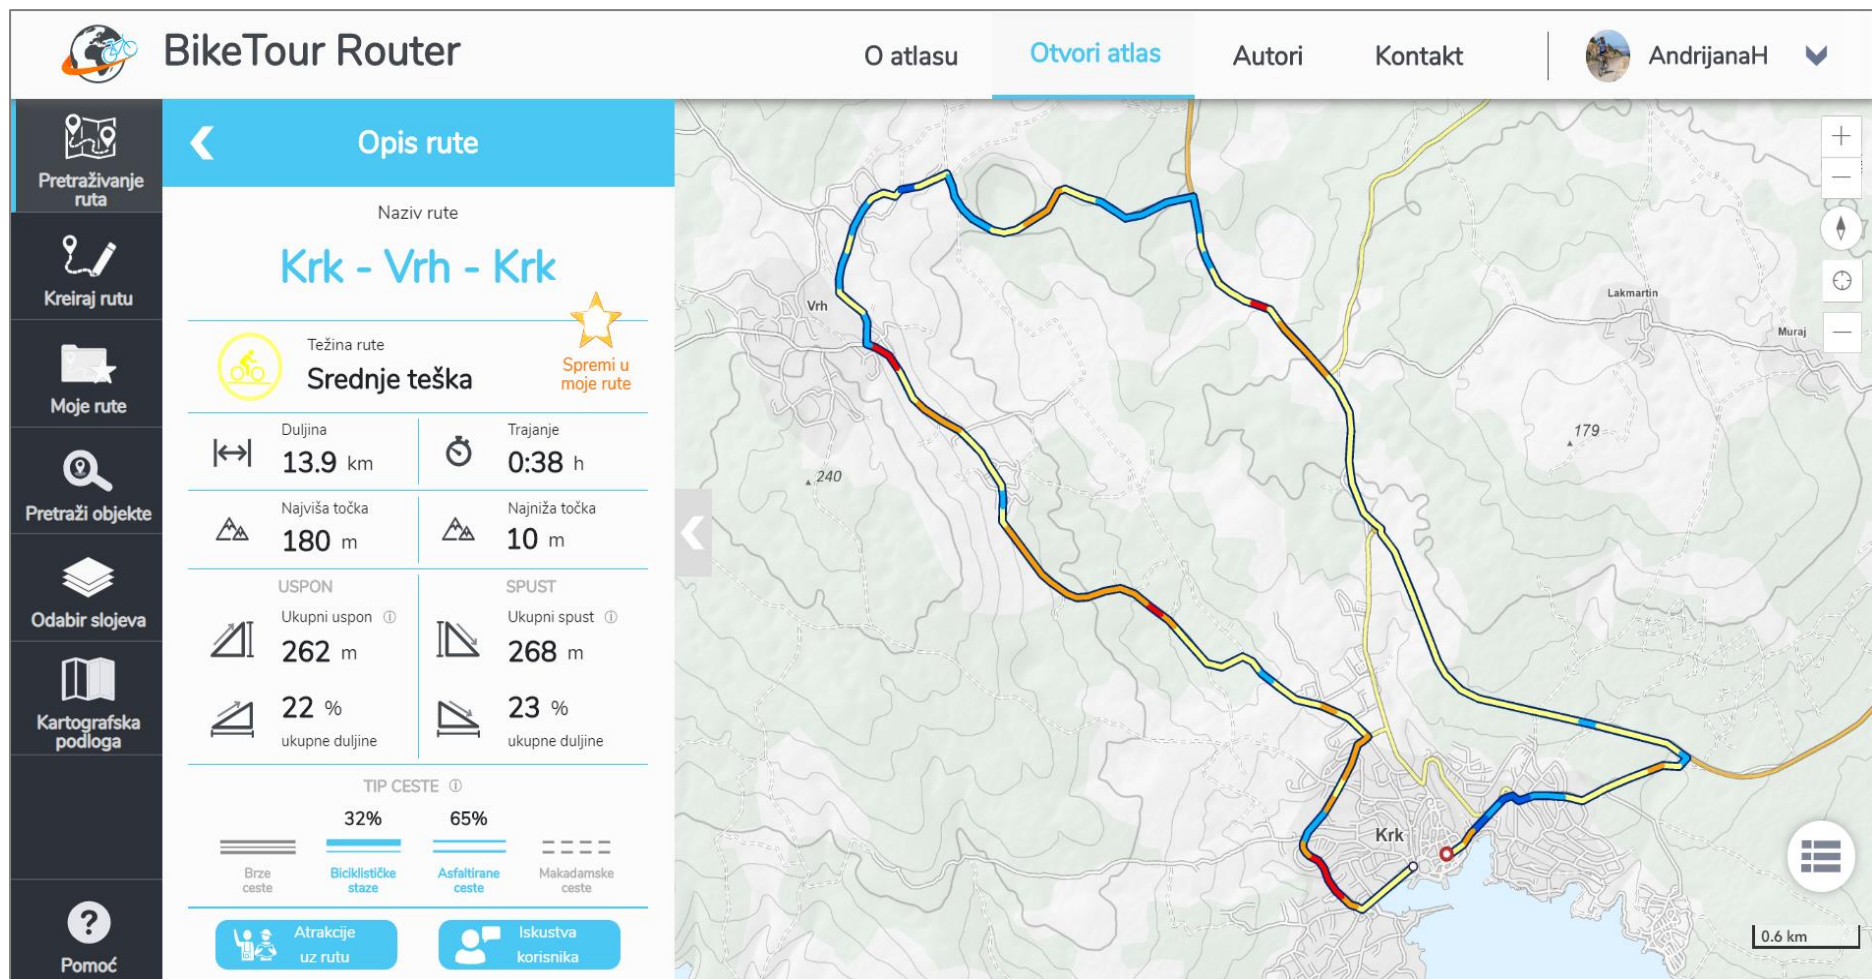 BikeTour Router
O atlasu
Otvori atlas
Autori
Kontakt
AndrijanaH
Pretraživanje
ruta
Kreiraj rutu
Moje rute
Pretraži objekte
Odabir slojeva
Kartografska
podloga
?
Pomoć
Opis rute
Naziv rute
Krk - Vrh - Krk
Težina rute
Srednje teška
Spremi u
moje rute
Duljina
13.9 km
Trajanje
0:38 h
Najviša točka
180 m
Najniža točka
10 m
USPON
Ukupni uspon
262 m
22 %
ukupne duljine
SPUST
Ukupni spust
268 m
23 %
ukupne duljine
TIP CESTE
32%
65%
Brze
ceste
Biciklističke
staze
Asfaltirane
ceste
Makadamske
ceste
Atrakcije
uz rutu
Iskustva
korisnika
Vrh
240
Lakmartin
Muraj
179
Krk
0.6 km